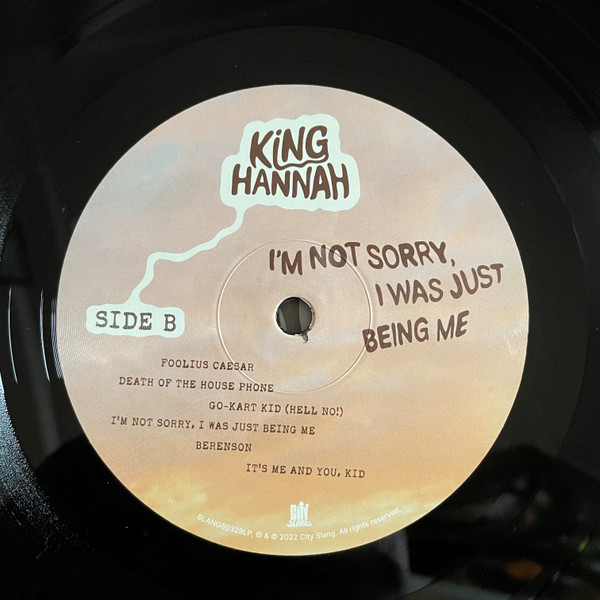 KiNG
HANNAH
I'M NOT SORRY,
I WAS JUST
BEING ME
SIDE B
FOOLIUS CAESAR
DEATH OF THE HOUSE PHONE
GO-KART KID (HELL NO!)
I'M NOT SORRY, I WAS JUST BEING ME
BERENSON
IT'S ME AND YOU, KID
CITY
SLANG
SLANG50329LP, ℗ & © 2022 City Slang. All rights reserved.